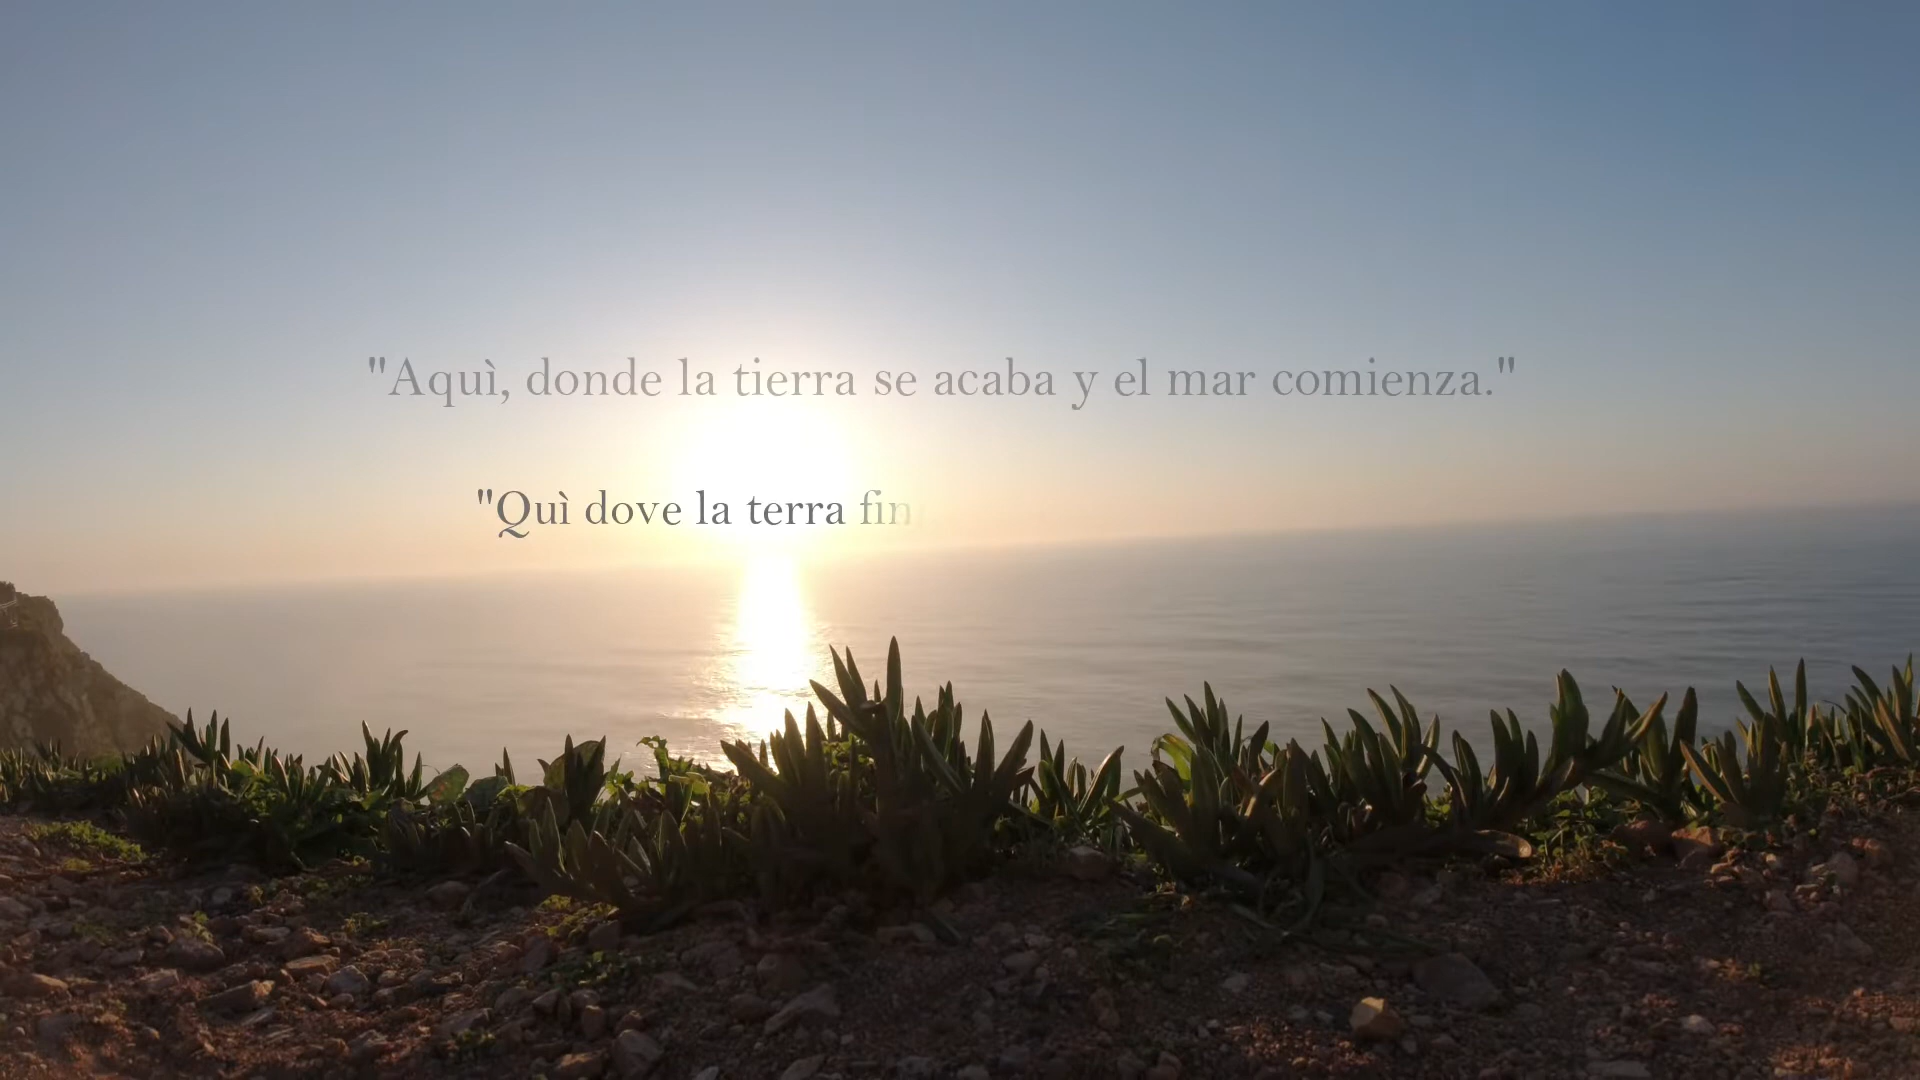 "Aquì, donde la tierra se acaba y el mar comienza."
"Quì dove la terra fin